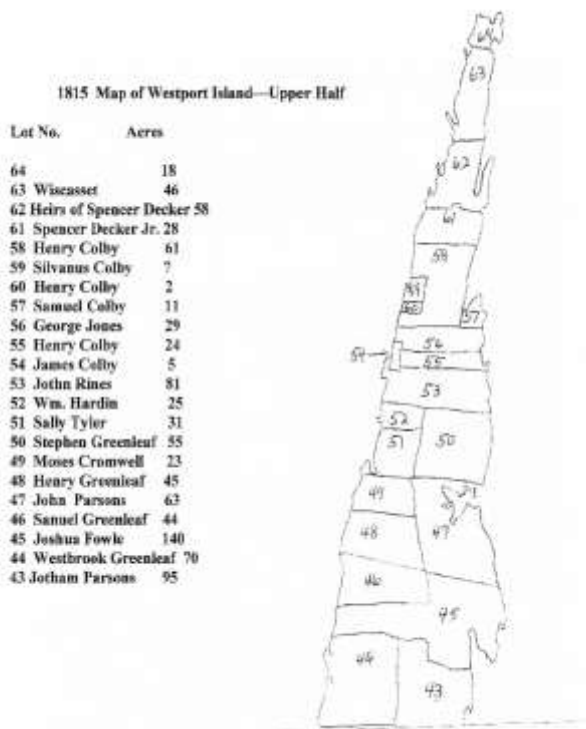 1815 Map of Westport Island—Upper Half
Lot No. Acres
64 18
63 Wiscasset 46
62 Heirs of Spencer Decker 58
61 Spencer Decker Jr. 28
58 Henry Colby 61
59 Silvanus Colby 7
60 Henry Colby 2
57 Samuel Colby 11
56 George Jones 29
55 Henry Colby 24
54 James Colby 5
53 Jothn Rines 81
52 Wm. Hardin 25
51 Sally Tyler 31
50 Stephen Greenleaf 55
49 Moses Cromwell 23
48 Henry Greenleaf 45
47 John Parsons 63
46 Samuel Greenleaf 44
45 Joshua Fowle 140
44 Westbrook Greenleaf 70
43 Jotham Parsons 95
64
63
62
61
58
59
60
57
56
54
55
53
52
51
50
49
47
48
46
45
44
43